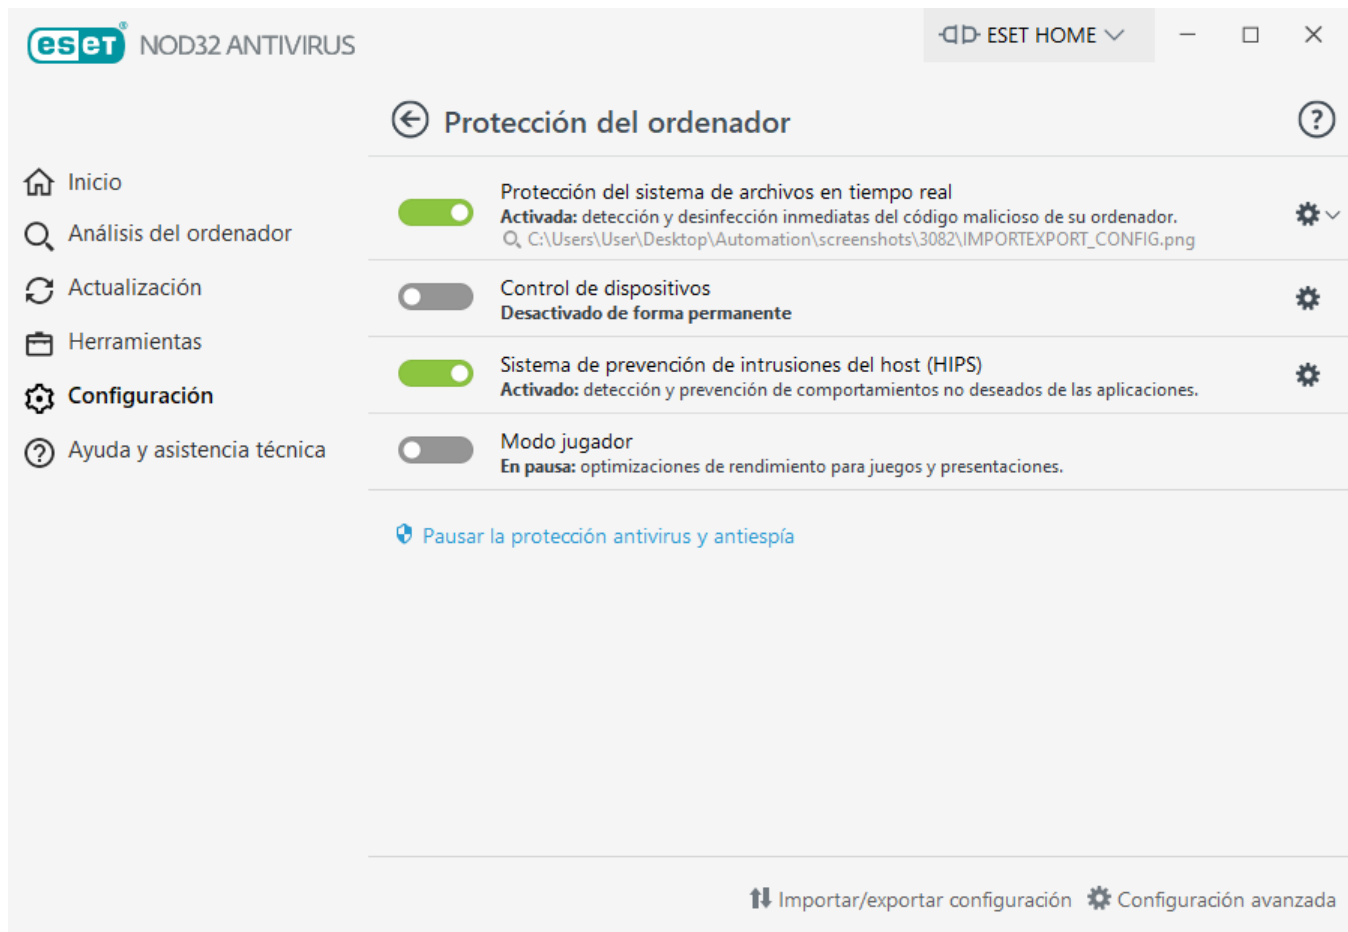 eset® NOD32 ANTIVIRUS
ESET HOME
Protección del ordenador
Inicio
Análisis del ordenador
Actualización
Herramientas
Configuración
Ayuda y asistencia técnica
Protección del sistema de archivos en tiempo real
Activada: detección y desinfección inmediatas del código malicioso de su ordenador.
C:\Users\User\Desktop\Automation\screenshots\3082\IMPORTEXPORT_CONFIG.png
Control de dispositivos
Desactivado de forma permanente
Sistema de prevención de intrusiones del host (HIPS)
Activado: detección y prevención de comportamientos no deseados de las aplicaciones.
Modo jugador
En pausa: optimizaciones de rendimiento para juegos y presentaciones.
Pausar la protección antivirus y antiespía
Importar/exportar configuración Configuración avanzada